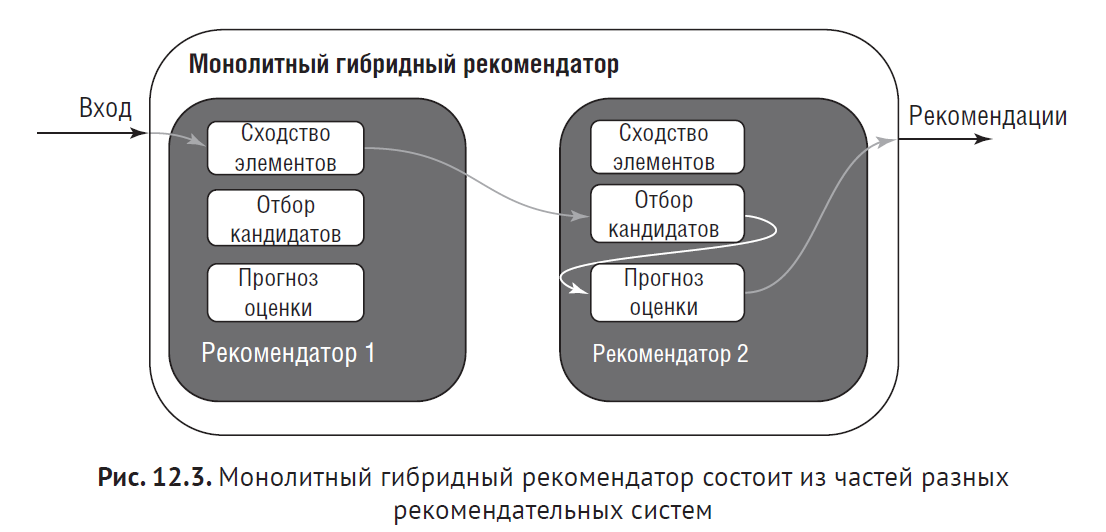 Монолитный гибридный рекомендатор
Вход
Рекомендации
Сходство
элементов
Отбор
кандидатов
Прогноз
оценки
Рекомендатор 1
Сходство
элементов
Отбор
кандидатов
Прогноз
оценки
Рекомендатор 2
Рис. 12.3. Монолитный гибридный рекомендатор состоит из частей разных
рекомендательных систем